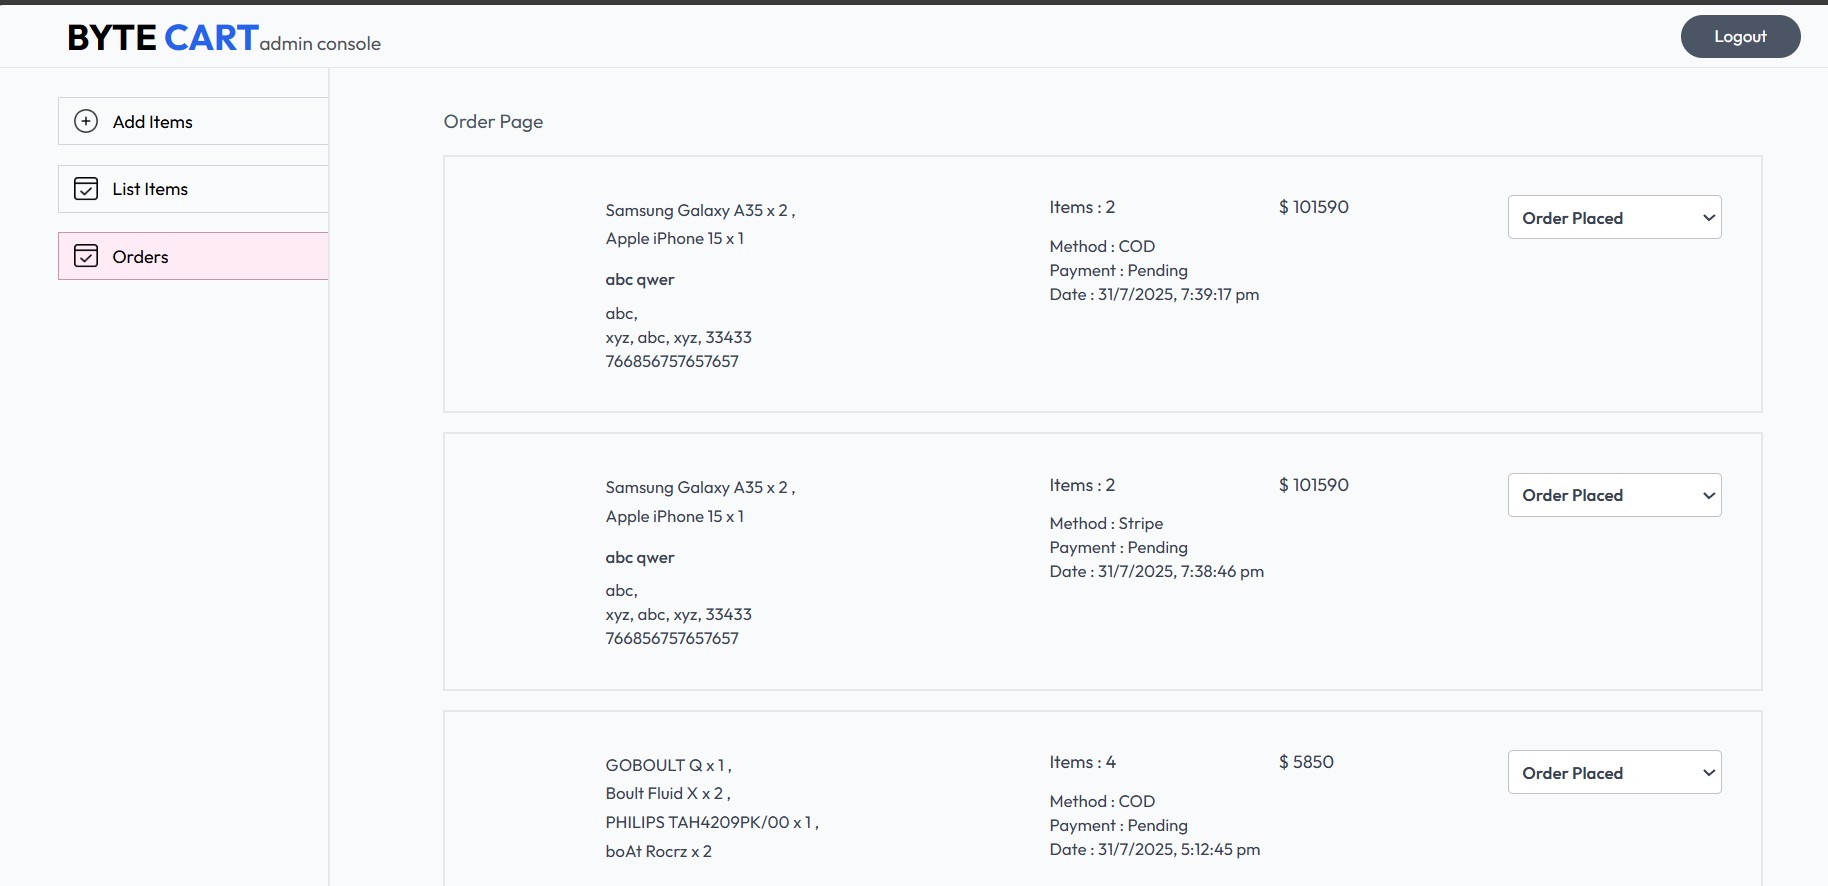 BYTE CART admin console
Logout
Add Items
List Items
Orders
Order Page
Samsung Galaxy A35 x 2 ,
Apple iPhone 15 x 1
abc qwer
abc,
xyz, abc, xyz, 33433
766856757657657
Items : 2
Method : COD
Payment : Pending
Date : 31/7/2025, 7:39:17 pm
$ 101590
Order Placed
Samsung Galaxy A35 x 2 ,
Apple iPhone 15 x 1
abc qwer
abc,
xyz, abc, xyz, 33433
766856757657657
Items : 2
Method : Stripe
Payment : Pending
Date : 31/7/2025, 7:38:46 pm
$ 101590
Order Placed
GOBOULT Q x 1 ,
Boult Fluid X x 2 ,
PHILIPS TAH4209PK/00 x 1 ,
boAt Rocrz x 2
Items : 4
Method : COD
Payment : Pending
Date : 31/7/2025, 5:12:45 pm
$ 5850
Order Placed